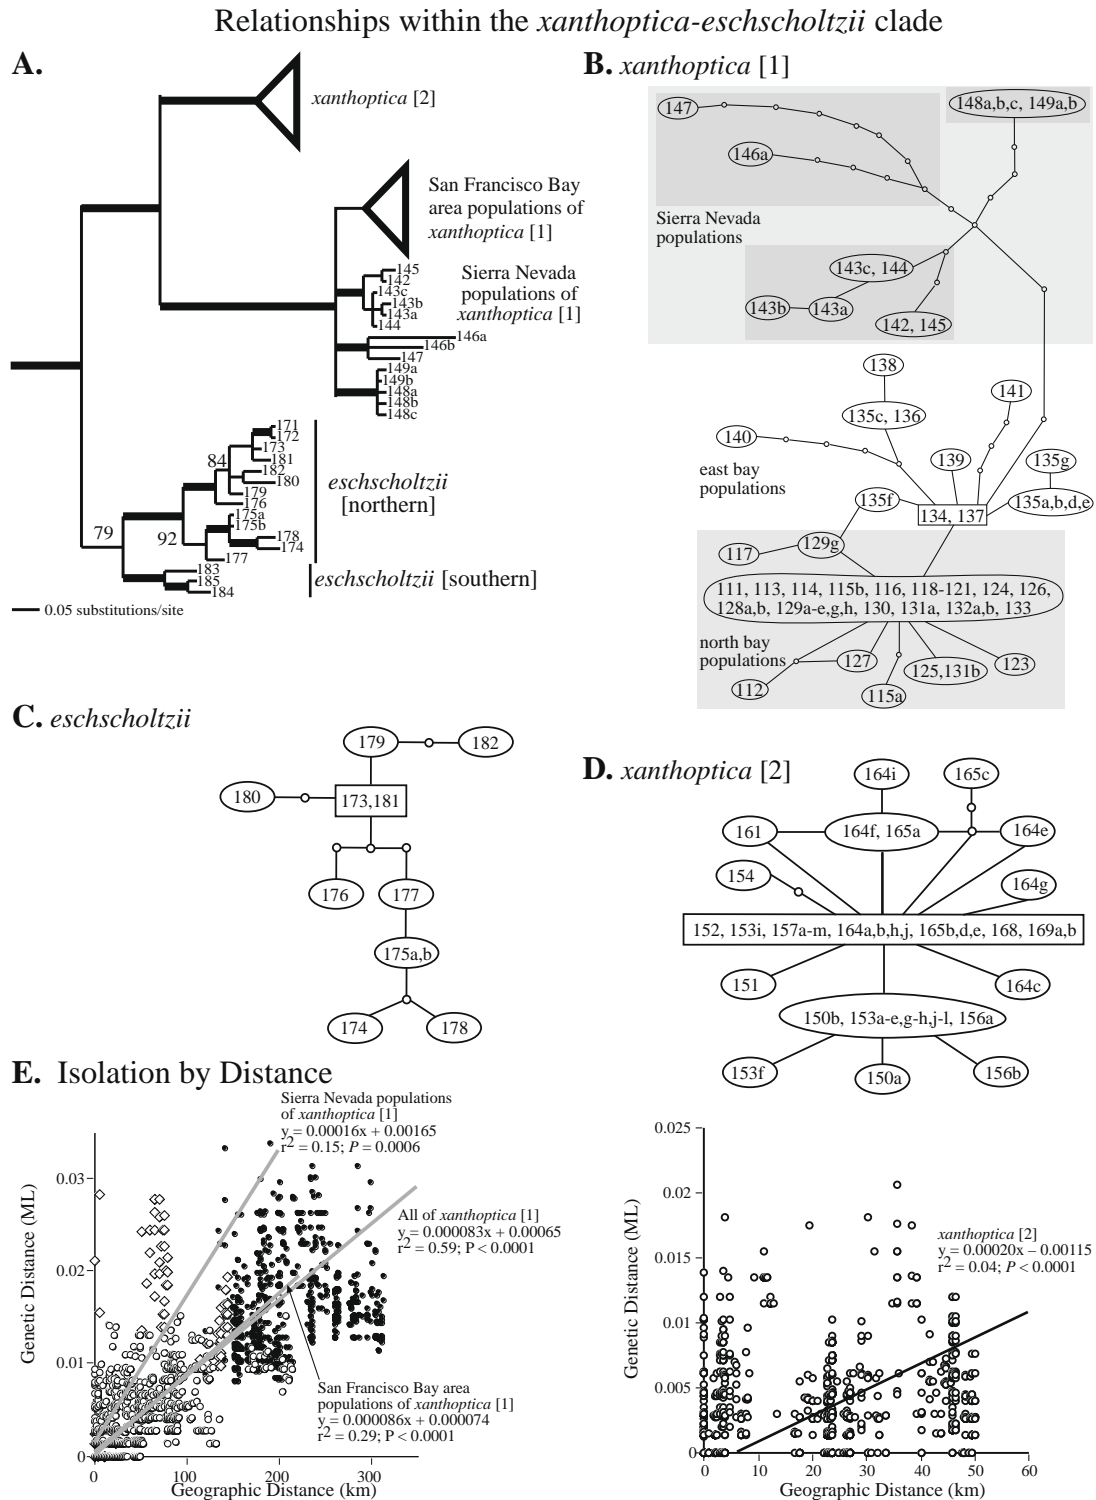 Relationships within the xanthoptica-eschscholtzii clade
A.
xanthoptica [2]
San Francisco Bay
area populations of
xanthoptica [1]
Sierra Nevada
populations of
xanthoptica [1]
145
142
143c
143b
143a
144
146a
146b
147
149a
149b
148a
148b
148c
171
172
173
181
84
182
180
179
176
175a
175b
178
174
177
79
92
183
185
184
eschscholtzii
[northern]
eschscholtzii [southern]
0.05 substitutions/site
B. xanthoptica [1]
147
148a,b,c, 149a,b
146a
Sierra Nevada
populations
143c, 144
143b
143a
142, 145
138
141
135c, 136
140
139
135g
east bay
populations
135f
134, 137
135a,b,d,e
129g
117
111, 113, 114, 115b, 116, 118-121, 124, 126,
128a,b, 129a-e,g,h, 130, 131a, 132a,b, 133
north bay
populations
127
125,131b
123
112
115a
C. eschscholtzii
179
182
180
173,181
176
177
175a,b
174
178
D. xanthoptica [2]
164i
165c
161
164f, 165a
164e
154
164g
152, 153i, 157a-m, 164a,b,h,j, 165b,d,e, 168, 169a,b
151
164c
150b, 153a-e,g-h,j-l, 156a
153f
150a
156b
E. Isolation by Distance
Sierra Nevada populations
of xanthoptica [1]
y = 0.00016x + 0.00165
r2 = 0.15; P = 0.0006
All of xanthoptica [1]
y = 0.000083x + 0.00065
r2 = 0.59; P < 0.0001
San Francisco Bay area
populations of xanthoptica [1]
y = 0.000086x + 0.000074
r2 = 0.29; P < 0.0001
Genetic Distance (ML)
0.03
0.02
0.01
0
0
100
200
300
Geographic Distance (km)
Genetic Distance (ML)
0.025
0.02
0.015
0.01
0.005
0
xanthoptica [2]
y = 0.00020x – 0.00115
r2 = 0.04; P < 0.0001
0
10
20
30
40
50
60
Geographic Distance (km)